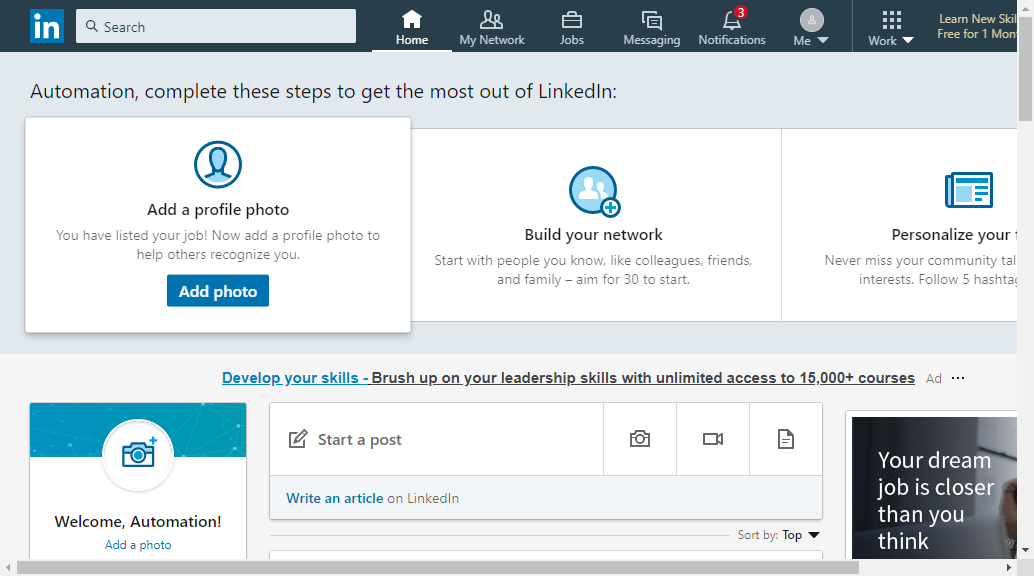 in
Search
Home
My Network
Jobs
Messaging
3
Notifications
Me
Work
Learn New Skil
Free for 1 Mon
Automation, complete these steps to get the most out of LinkedIn:
Add a profile photo
You have listed your job! Now add a profile photo to
help others recognize you.
Add photo
Build your network
Start with people you know, like colleagues, friends,
and family – aim for 30 to start.
Personalize your
Never miss your community tal
interests. Follow 5 hashtag
Develop your skills - Brush up on your leadership skills with unlimited access to 15,000+ courses
Ad
Welcome, Automation!
Add a photo
Start a post
Write an article on LinkedIn
Sort by: Top
Your dream
job is closer
than you
think